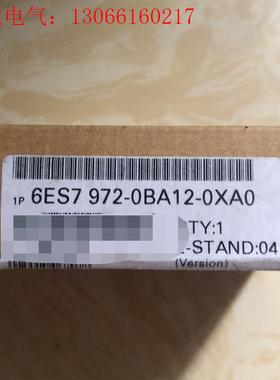 电气：13066160217
1P 6ES7 972-0BA12-0XA0
TY:1
-STAND:04
(Version)